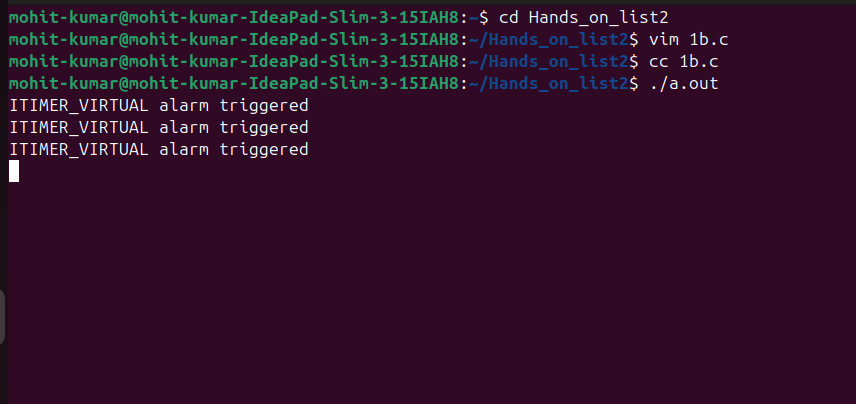 mohit-kumar@mohit-kumar-IdeaPad-Slim-3-15IAH8:~$ cd Hands_on_list2
mohit-kumar@mohit-kumar-IdeaPad-Slim-3-15IAH8:~/Hands_on_list2$ vim 1b.c
mohit-kumar@mohit-kumar-IdeaPad-Slim-3-15IAH8:~/Hands_on_list2$ cc 1b.c
mohit-kumar@mohit-kumar-IdeaPad-Slim-3-15IAH8:~/Hands_on_list2$ ./a.out
ITIMER_VIRTUAL alarm triggered
ITIMER_VIRTUAL alarm triggered
ITIMER_VIRTUAL alarm triggered